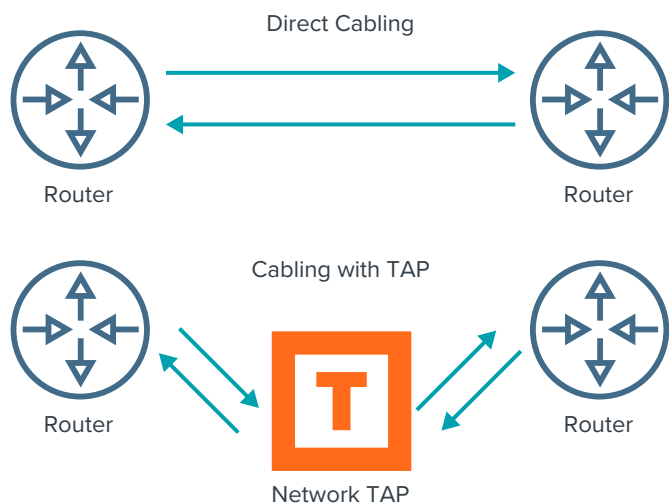 Direct Cabling
Router
Router
Cabling with TAP
T
Router
Router
Network TAP